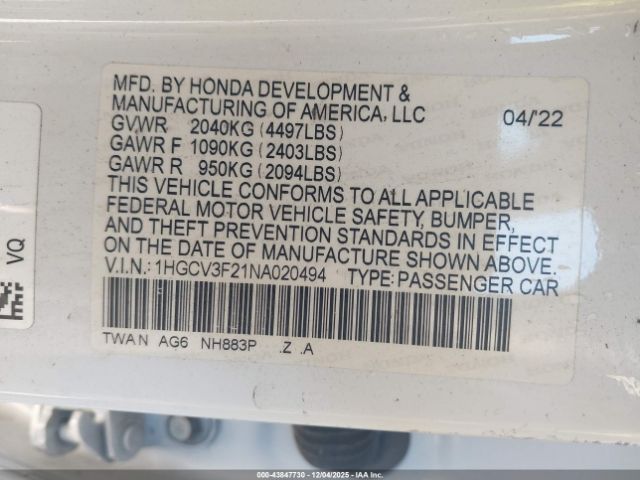 MFD. BY HONDA DEVELOPMENT &
MANUFACTURING OF AMERICA, LLC
04/'22
GVWR 2040KG (4497LBS)
GAWR F 1090KG (2403LBS)
GAWR R 950KG (2094LBS)
THIS VEHICLE CONFORMS TO ALL APPLICABLE
FEDERAL MOTOR VEHICLE SAFETY, BUMPER,
AND THEFT PREVENTION STANDARDS IN EFFECT
ON THE DATE OF MANUFACTURE SHOWN ABOVE.
V.I.N.: 1HGCV3F21NA020494 TYPE: PASSENGER CAR
TWAN AG6 NH883P .Z .A
VQ
000-43847730 - 12/04/2025 - IAA Inc.